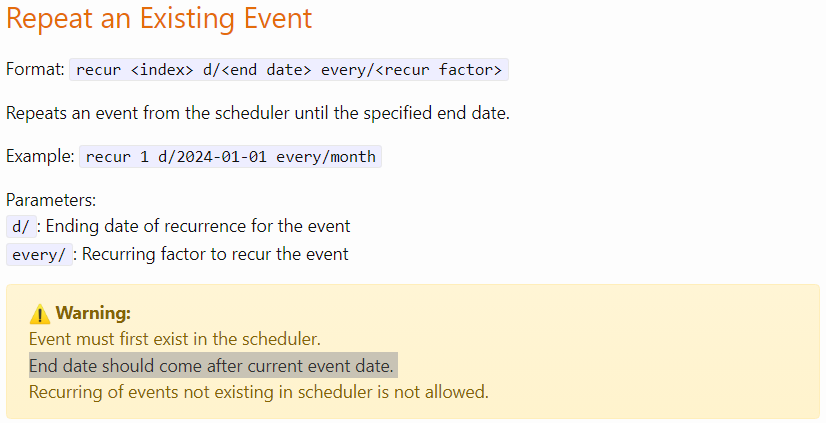 Repeat an Existing Event
Format: recur <index> d/<end date> every/<recur factor>
Repeats an event from the scheduler until the specified end date.
Example: recur 1 d/2024-01-01 every/month
Parameters:
d/ : Ending date of recurrence for the event
every/ : Recurring factor to recur the event
⚠️ Warning:
Event must first exist in the scheduler.
End date should come after current event date.
Recurring of events not existing in scheduler is not allowed.